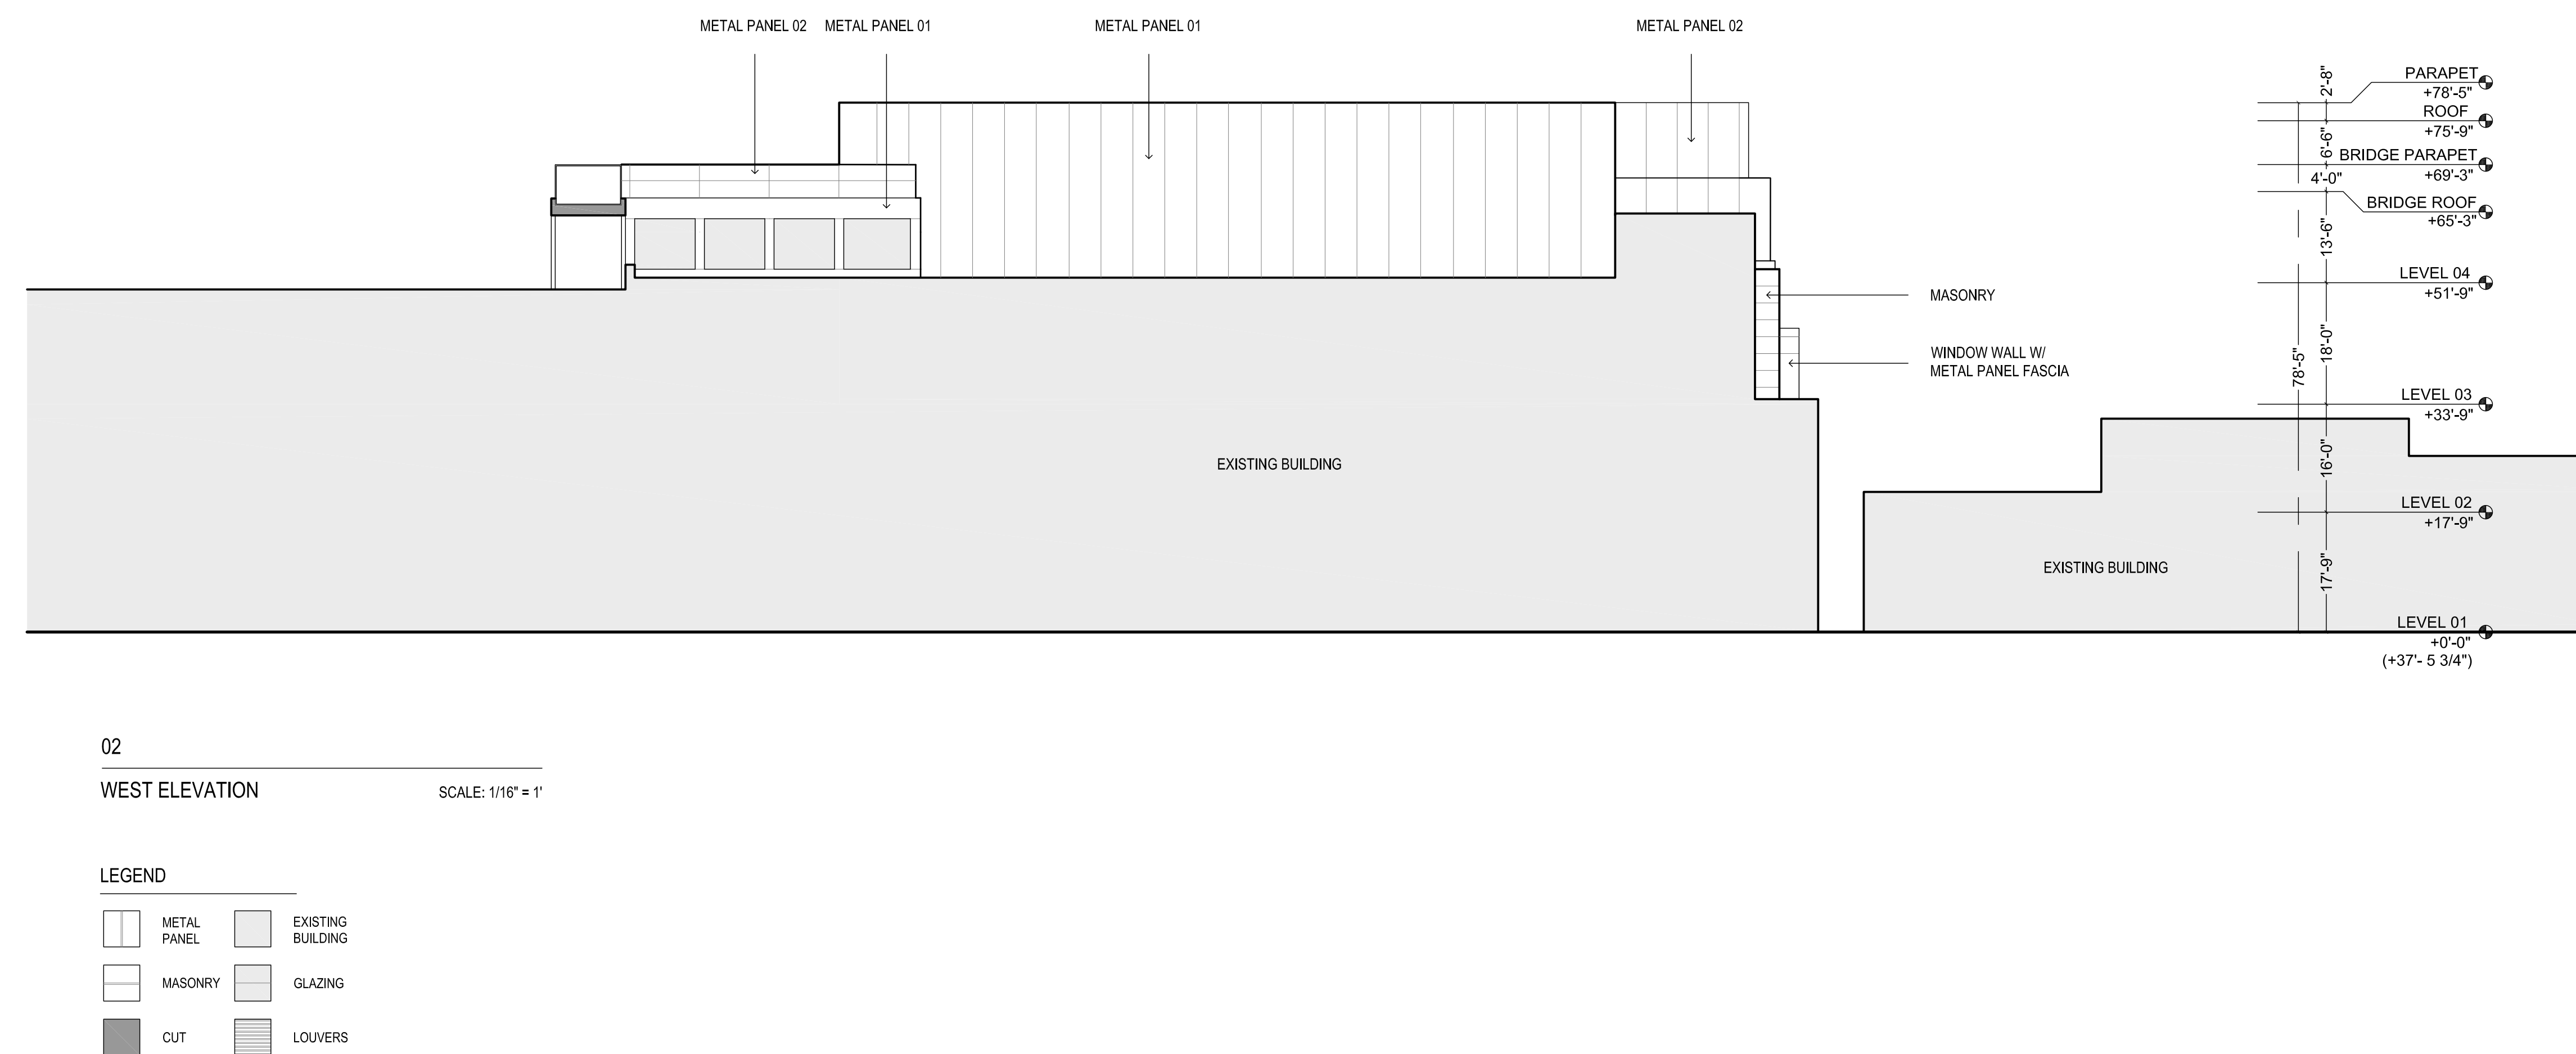 METAL PANEL 02 METAL PANEL 01 METAL PANEL 01 METAL PANEL 02
PARAPET
+78'-5"
ROOF
+75'-9"
BRIDGE PARAPET
+69'-3"
BRIDGE ROOF
+65'-3"
LEVEL 04
+51'-9"
LEVEL 03
+33'-9"
LEVEL 02
+17'-9"
LEVEL 01
+0'-0"
(+37'- 5 3/4")
2'-8"
6'-6"
4'-0"
13'-6"
18'-0"
16'-0"
17'-9"
78'-5"
MASONRY
WINDOW WALL W/
METAL PANEL FASCIA
EXISTING BUILDING
EXISTING BUILDING
02
WEST ELEVATION SCALE: 1/16" = 1'
LEGEND
METAL
PANEL
EXISTING
BUILDING
MASONRY
GLAZING
CUT
LOUVERS